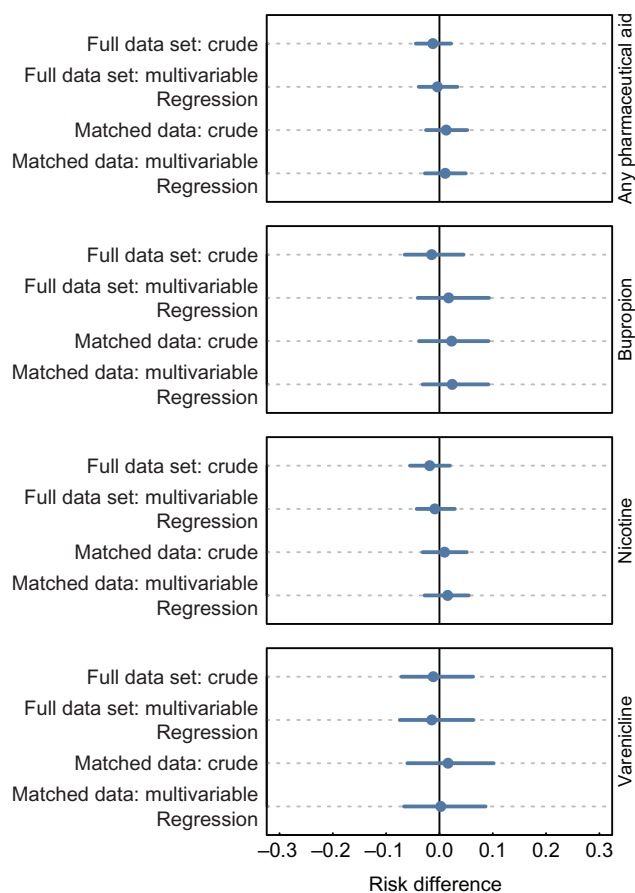 Full data set: crude
Full data set: multivariable
Regression
Matched data: crude
Matched data: multivariable
Regression
Any pharmaceutical aid
Full data set: crude
Full data set: multivariable
Regression
Matched data: crude
Matched data: multivariable
Regression
Bupropion
Full data set: crude
Full data set: multivariable
Regression
Matched data: crude
Matched data: multivariable
Regression
Nicotine
Full data set: crude
Full data set: multivariable
Regression
Matched data: crude
Matched data: multivariable
Regression
Varenicline
–0.3 –0.2 –0.1 0.0 0.1 0.2 0.3
Risk difference